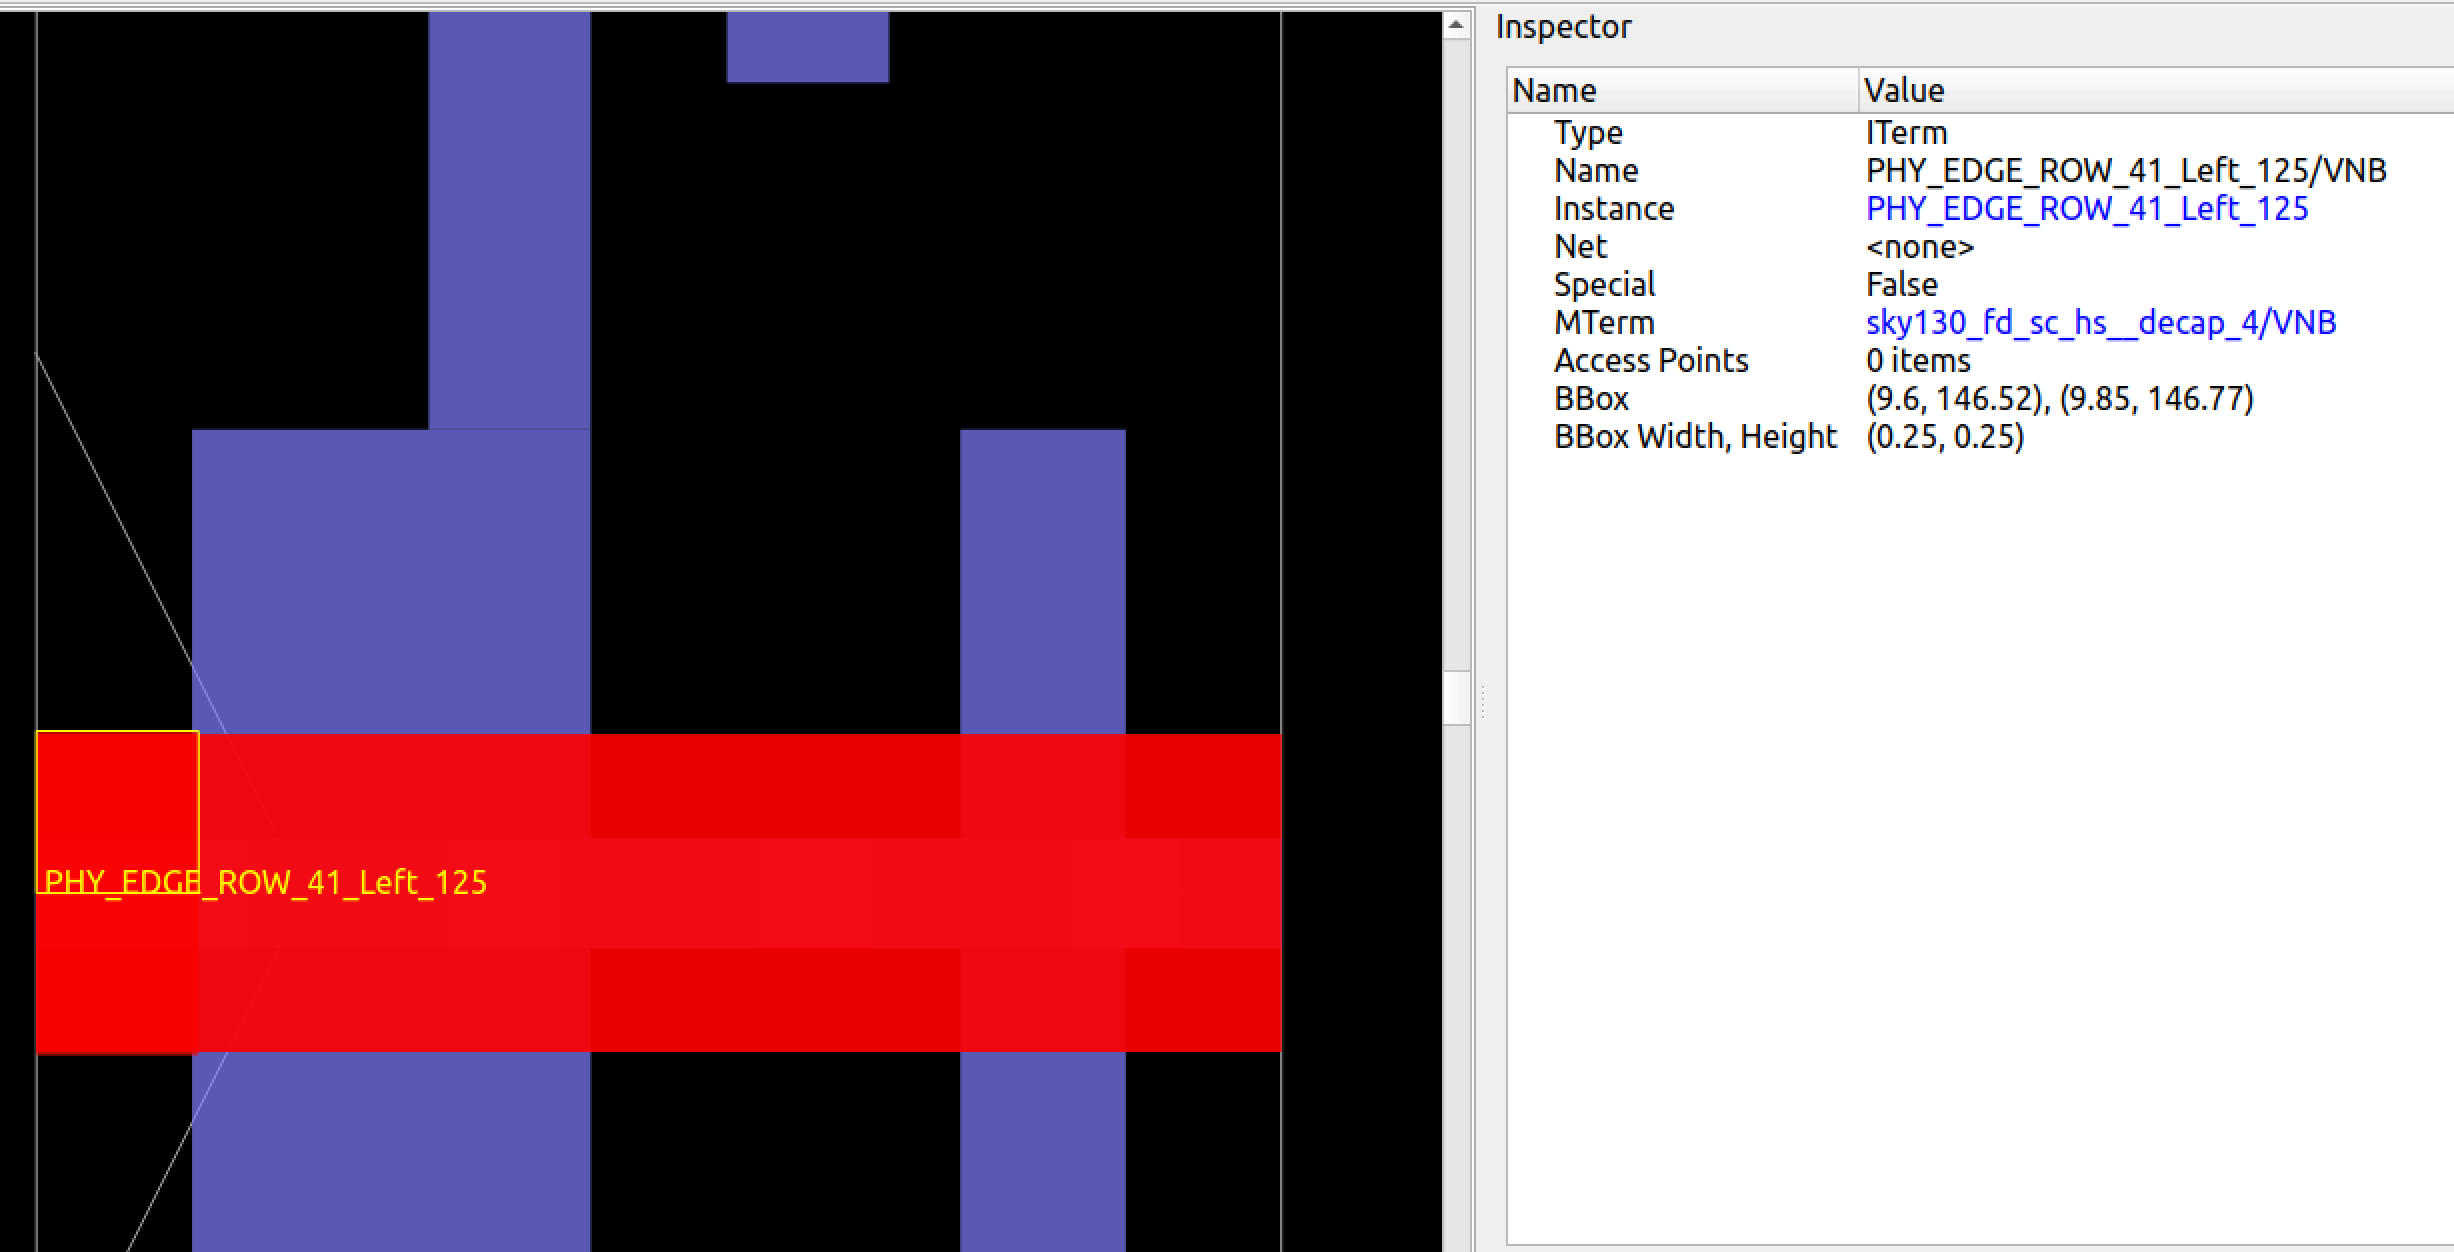 Inspector
Name Value
Type ITerm
Name PHY_EDGE_ROW_41_Left_125/VNB
Instance PHY_EDGE_ROW_41_Left_125
Net <none>
Special False
MTerm sky130_fd_sc_hs__decap_4/VNB
Access Points 0 items
BBox (9.6, 146.52), (9.85, 146.77)
BBox Width, Height (0.25, 0.25)
PHY_EDGE_ROW_41_Left_125